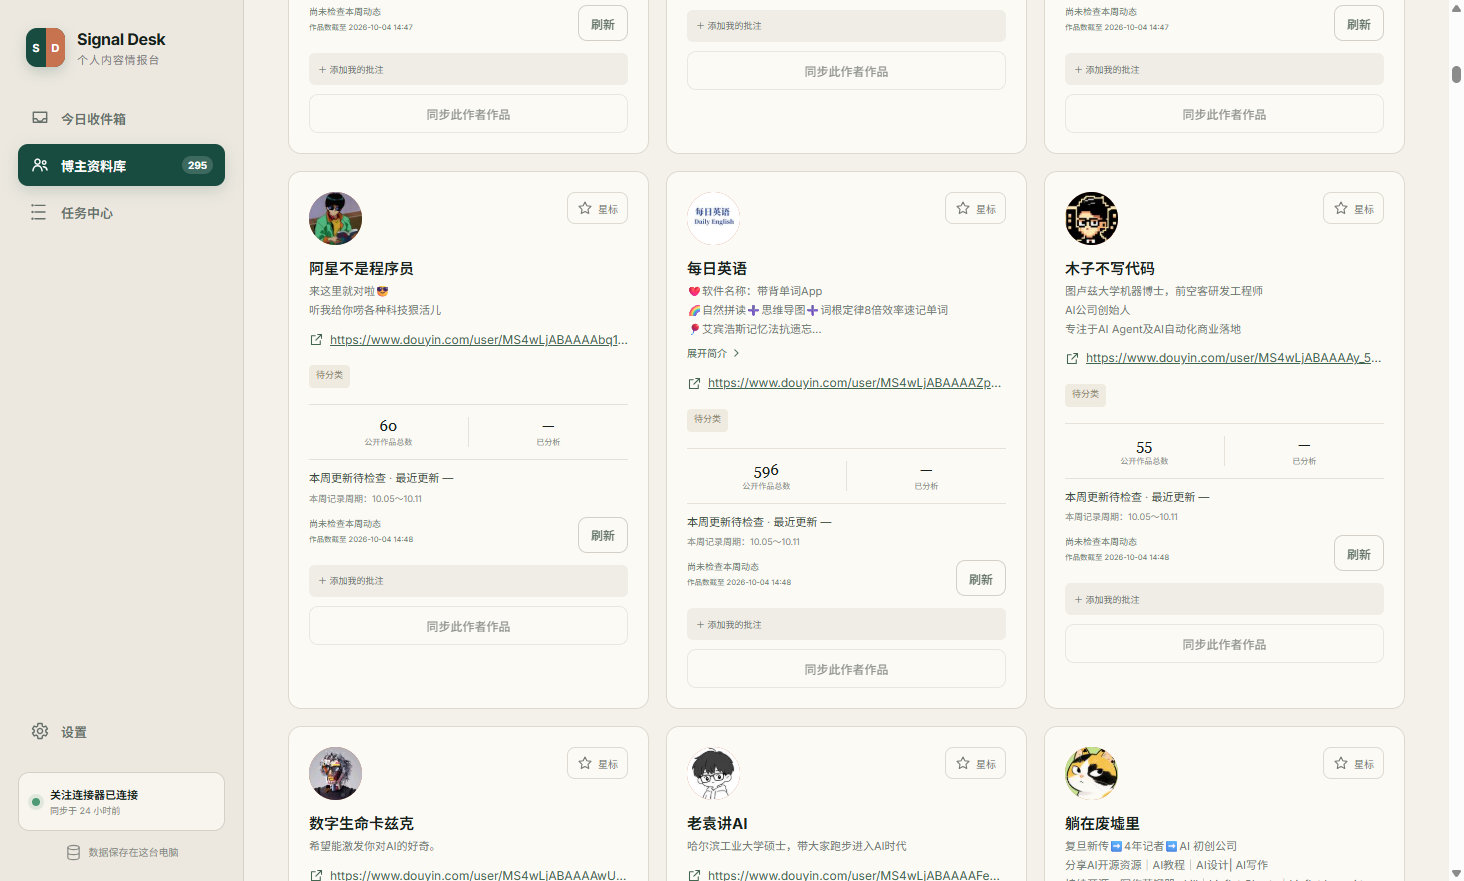 S D
Signal Desk
个人内容情报台
今日收件箱
博主资料库
295
任务中心
设置
关注连接器已连接
同步于 24 小时前
数据保存在这台电脑
尚未检查本周动态
作品数截至 2026-10-04 14:47
刷新
+ 添加我的批注
同步此作者作品
+ 添加我的批注
同步此作者作品
尚未检查本周动态
作品数截至 2026-10-04 14:47
刷新
+ 添加我的批注
同步此作者作品
星标
阿星不是程序员
来这里就对啦😎
听我给你唠各种科技狠活儿
https://www.douyin.com/user/MS4wLjABAAAAbq1...
待分类
60
公开作品总数
—
已分析
本周更新待检查 · 最近更新 —
本周记录周期：10.05～10.11
尚未检查本周动态
作品数截至 2026-10-04 14:48
刷新
+ 添加我的批注
同步此作者作品
每日英语
Daily English
星标
每日英语
💗软件名称：带背单词App
🌈自然拼读➕思维导图➕词根定律8倍效率速记单词
🎈艾宾浩斯记忆法抗遗忘...
展开简介
https://www.douyin.com/user/MS4wLjABAAAAZp...
待分类
596
公开作品总数
—
已分析
本周更新待检查 · 最近更新 —
本周记录周期：10.05～10.11
尚未检查本周动态
作品数截至 2026-10-04 14:48
刷新
+ 添加我的批注
同步此作者作品
星标
木子不写代码
图卢兹大学机器博士，前空客研发工程师
AI公司创始人
专注于AI Agent及AI自动化商业落地
https://www.douyin.com/user/MS4wLjABAAAAy_5...
待分类
55
公开作品总数
—
已分析
本周更新待检查 · 最近更新 —
本周记录周期：10.05～10.11
尚未检查本周动态
作品数截至 2026-10-04 14:48
刷新
+ 添加我的批注
同步此作者作品
星标
数字生命卡兹克
希望能激发你对AI的好奇。
https://www.douyin.com/user/MS4wLjABAAAAwU...
星标
老袁讲AI
哈尔滨工业大学硕士，带大家跑步进入AI时代
https://www.douyin.com/user/MS4wLjABAAAAFe...
星标
躺在废墟里
复旦新传➡️4年记者➡️AI 初创公司
分享AI开源资源｜AI教程｜AI设计| AI写作